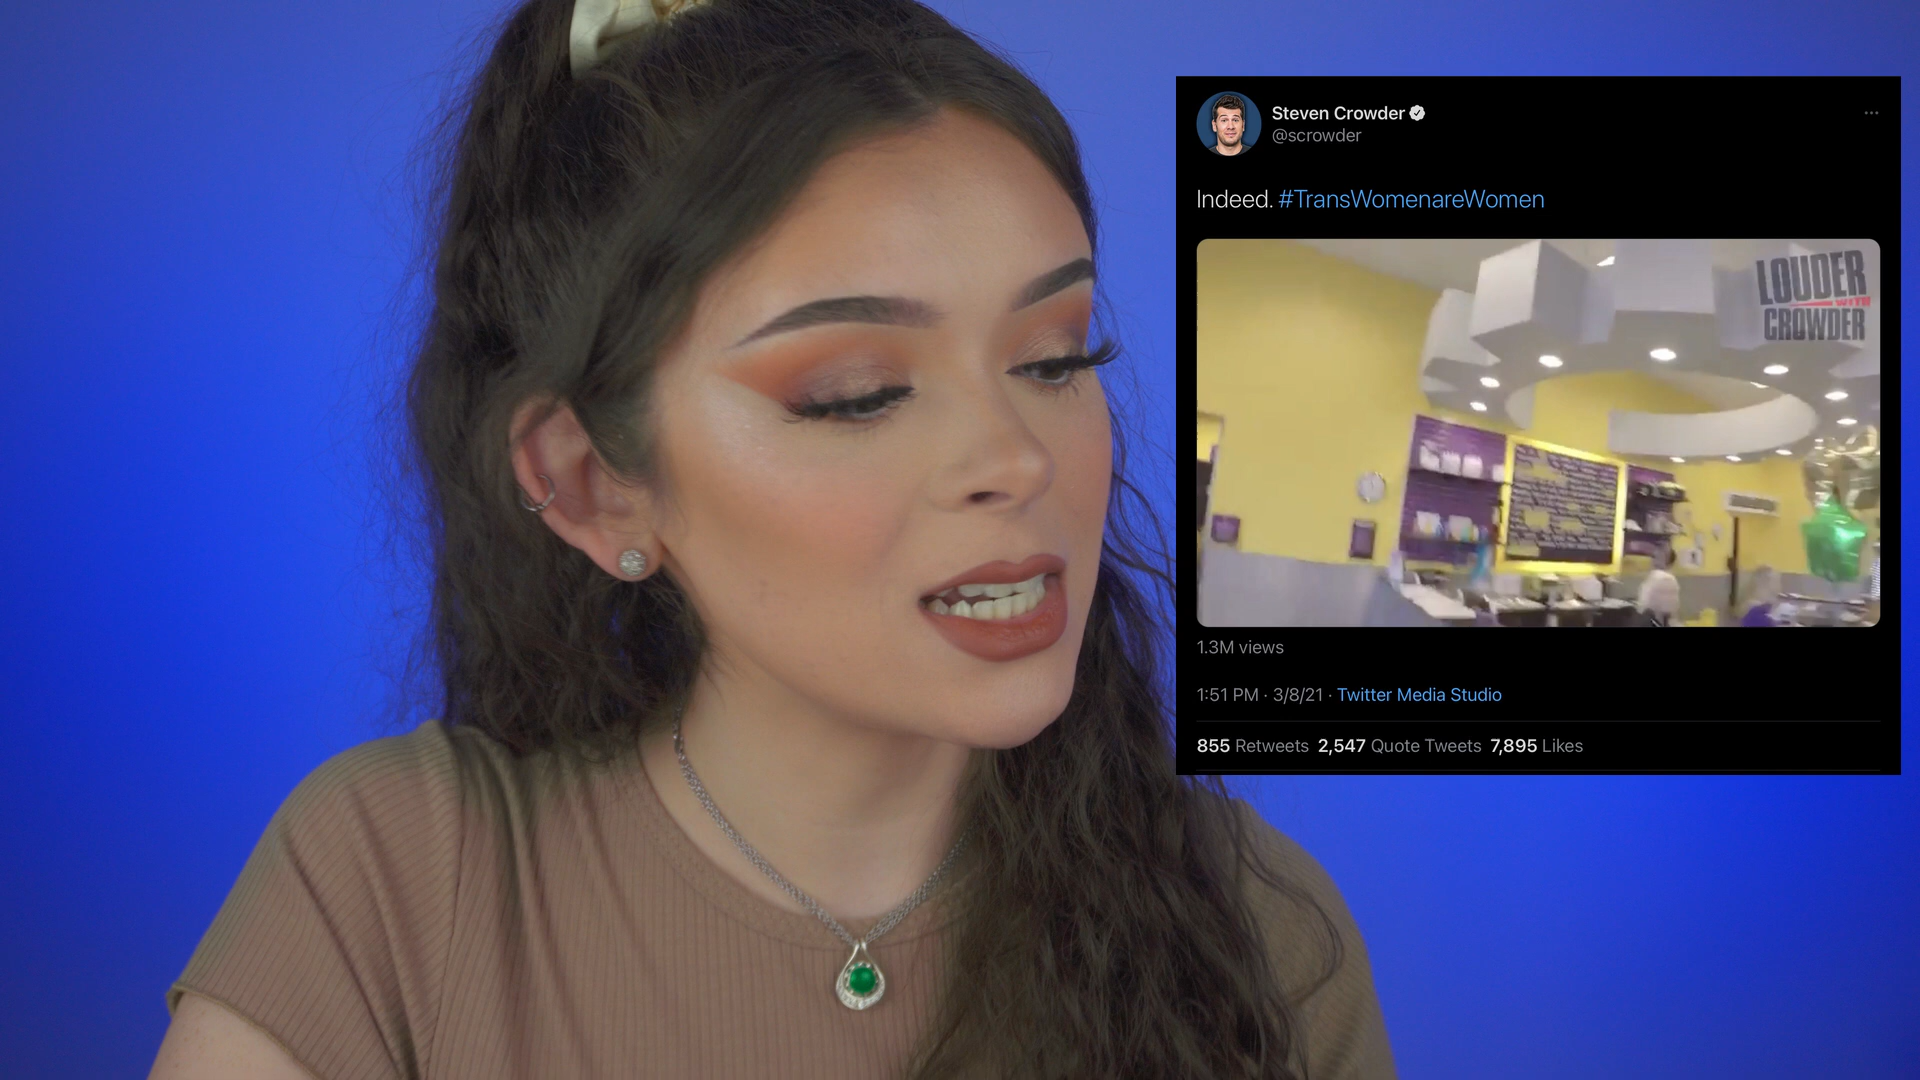 Steven Crowder
@scrowder
Indeed. #TransWomenareWomen
LOUDER
WITH
CROWDER
1.3M views
1:51 PM · 3/8/21 · Twitter Media Studio
855 Retweets 2,547 Quote Tweets 7,895 Likes